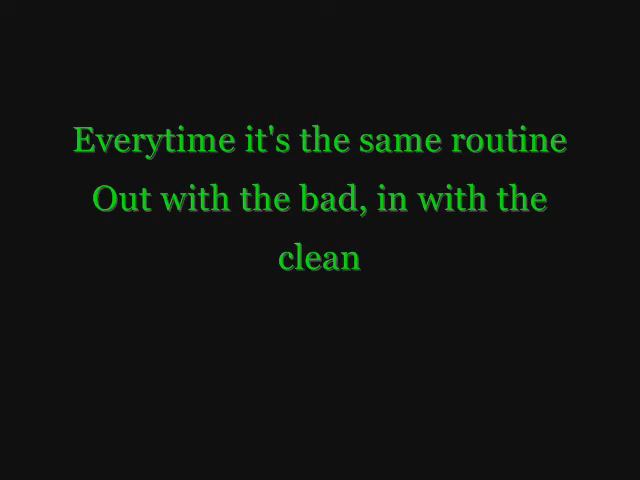 Everytime it's the same routine
Out with the bad, in with the
clean